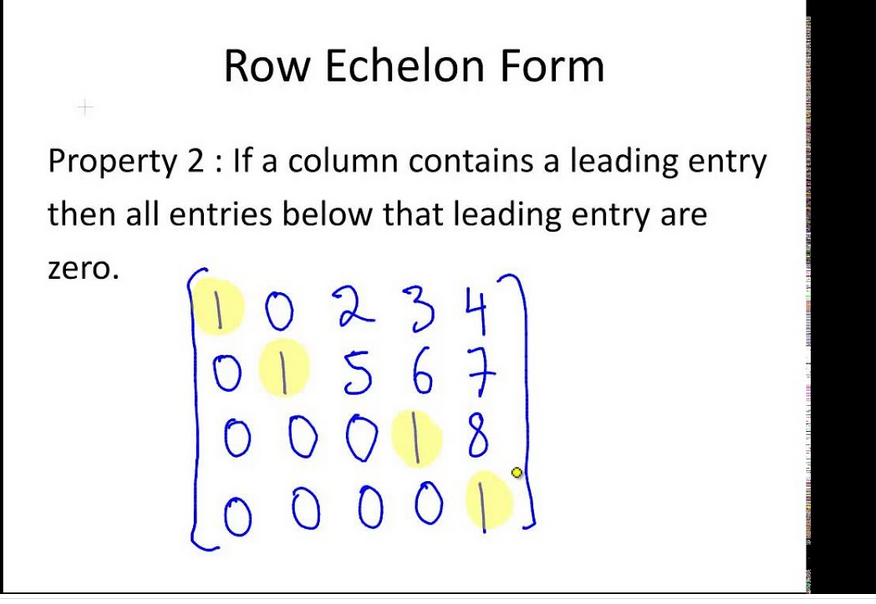 Row Echelon Form
Property 2 : If a column contains a leading entry
then all entries below that leading entry are
zero.
1 0 2 3 4
0 1 5 6 7
0 0 0 1 8
0 0 0 0 1